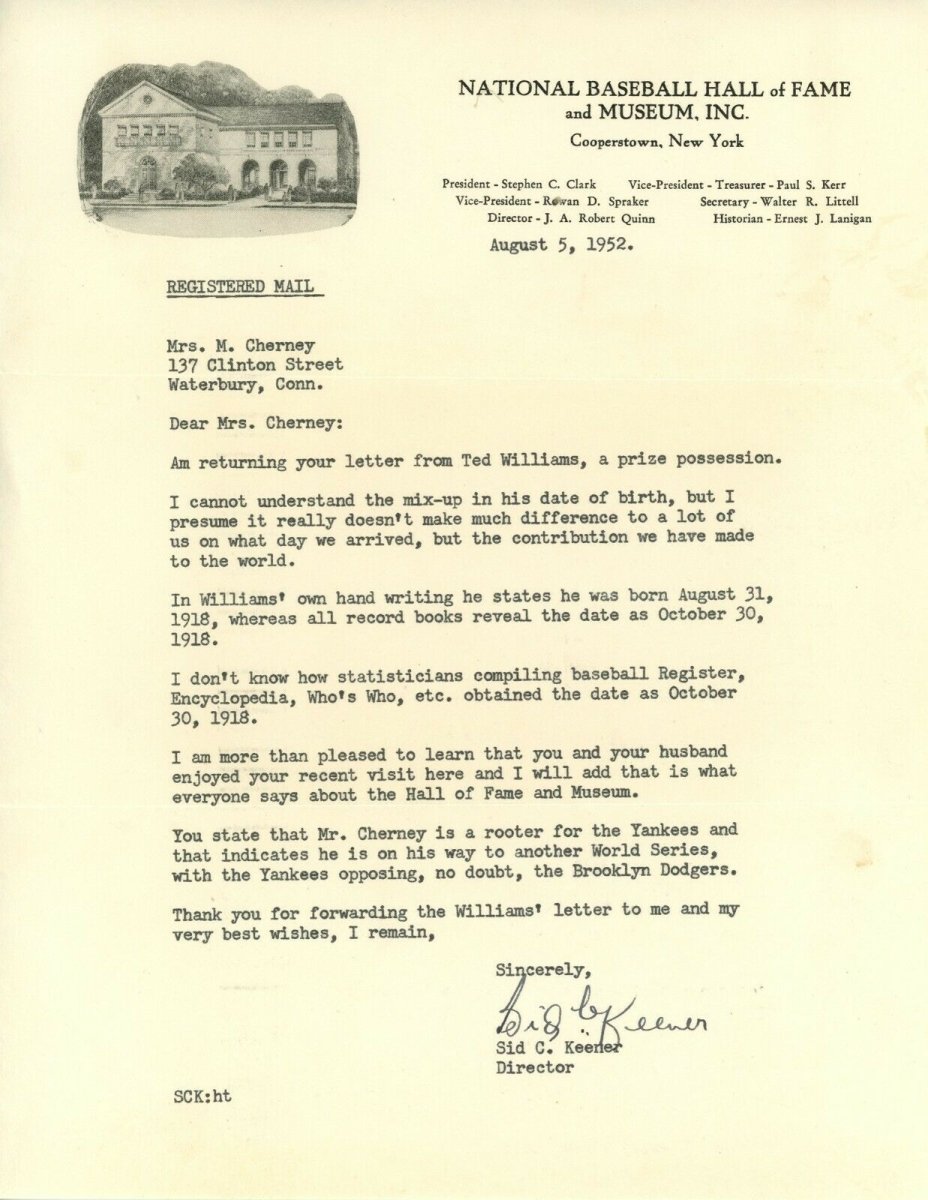 NATIONAL BASEBALL HALL of FAME
and MUSEUM, INC.
Cooperstown, New York
President - Stephen C. Clark Vice-President - Treasurer - Paul S. Kerr
Vice-President - Rowan D. Spraker Secretary - Walter R. Littell
Director - J. A. Robert Quinn Historian - Ernest J. Lanigan
August 5, 1952.
REGISTERED MAIL
Mrs. M. Cherney
137 Clinton Street
Waterbury, Conn.
Dear Mrs. Cherney:
Am returning your letter from Ted Williams, a prize possession.
I cannot understand the mix-up in his date of birth, but I
presume it really doesn't make much difference to a lot of
us on what day we arrived, but the contribution we have made
to the world.
In Williams' own hand writing he states he was born August 31,
1918, whereas all record books reveal the date as October 30,
1918.
I don't know how statisticians compiling baseball Register,
Encyclopedia, Who's Who, etc. obtained the date as October
30, 1918.
I am more than pleased to learn that you and your husband
enjoyed your recent visit here and I will add that is what
everyone says about the Hall of Fame and Museum.
You state that Mr. Cherney is a rooter for the Yankees and
that indicates he is on his way to another World Series,
with the Yankees opposing, no doubt, the Brooklyn Dodgers.
Thank you for forwarding the Williams' letter to me and my
very best wishes, I remain,
Sincerely,
Sid C Keener
Sid C. Keener
Director
SCK:ht